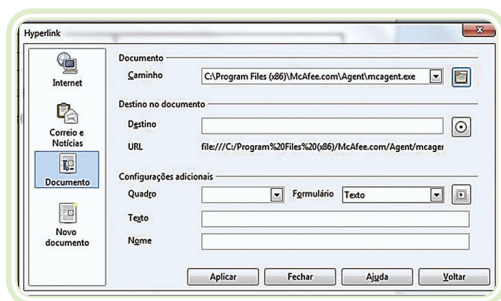 Hyperlink
Internet
Correio e
Notícias
Documento
Novo
documento
Documento
Caminho C:\Program Files (x86)\McAfee.com\Agent\mcagent.exe
Destino no documento
Destino
URL file:///C:/Program%20Files%20(x86)/McAfee.com/Agent/mcager
Configurações adicionais
Quadro Formulário Texto
Texto
Nome
Aplicar Fechar Ajuda Voltar